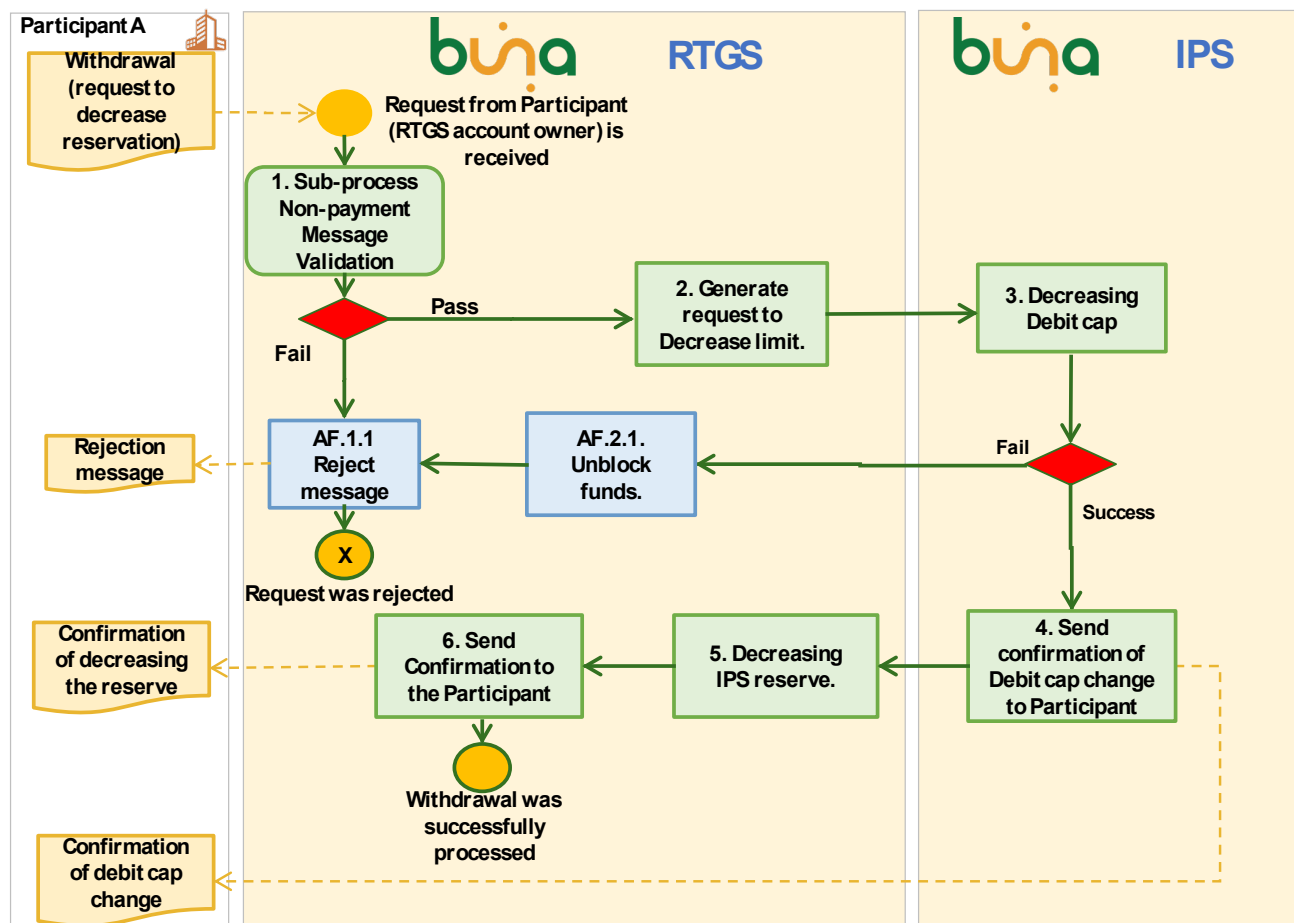 Participant A
buna
RTGS
buna
IPS
Withdrawal
(request to
decrease
reservation)
Request from Participant
(RTGS account owner) is
received
1. Sub-process
Non-payment
Message
Validation
Pass
Fail
2. Generate
request to
Decrease limit.
3. Decreasing
Debit cap
Rejection
message
AF.1.1
Reject
message
AF.2.1.
Unblock
funds.
Fail
Success
X
Request was rejected
Confirmation
of decreasing
the reserve
6. Send
Confirmation to
the Participant
5. Decreasing
IPS reserve.
4. Send
confirmation of
Debit cap change
to Participant
Withdrawal was
successfully
processed
Confirmation
of debit cap
change